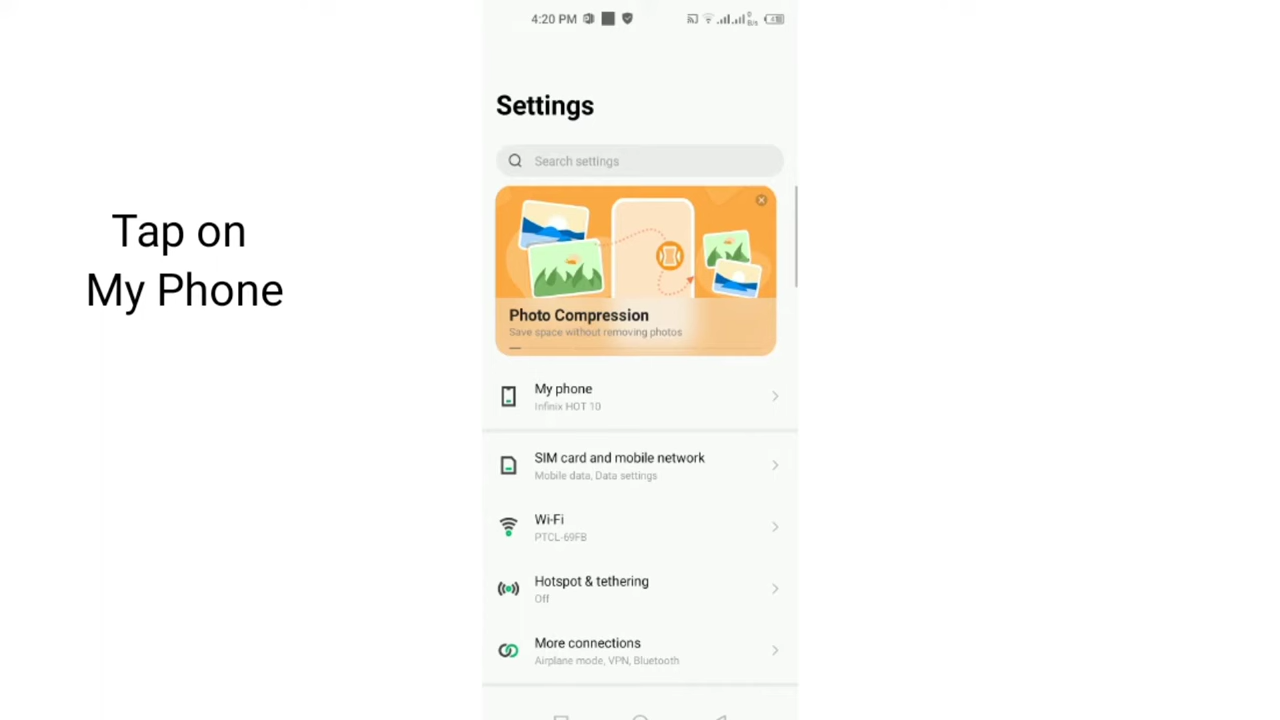 4:20 PM
Settings
Search settings
Tap on
My Phone
Photo Compression
Save space without removing photos
My phone
Infinix HOT 10
SIM card and mobile network
Mobile data, Data settings
Wi-Fi
PTCL-69FB
Hotspot & tethering
Off
More connections
Airplane mode, VPN, Bluetooth